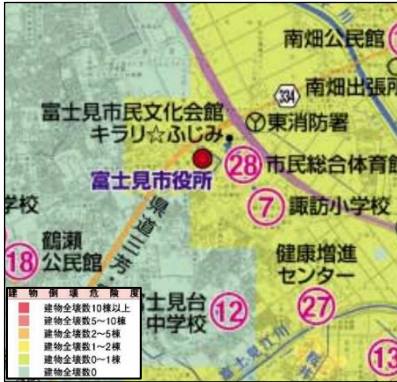 南畑公民館
南畑出張所
334
富士見市民文化会館
キラリ☆ふじみ
Y東消防署
富士見市役所
28 市民総合体育館
7 諏訪小学校
学校
県道三芳
18 鶴瀬
公民館
健康増進
センター
27
富士見台
中学校
12
富士見江川
13
建物倒壊危険度
建物全壊数10棟以上
建物全壊数5~10棟
建物全壊数2~5棟
建物全壊数1~2棟
建物全壊数0~1棟
建物全壊数0